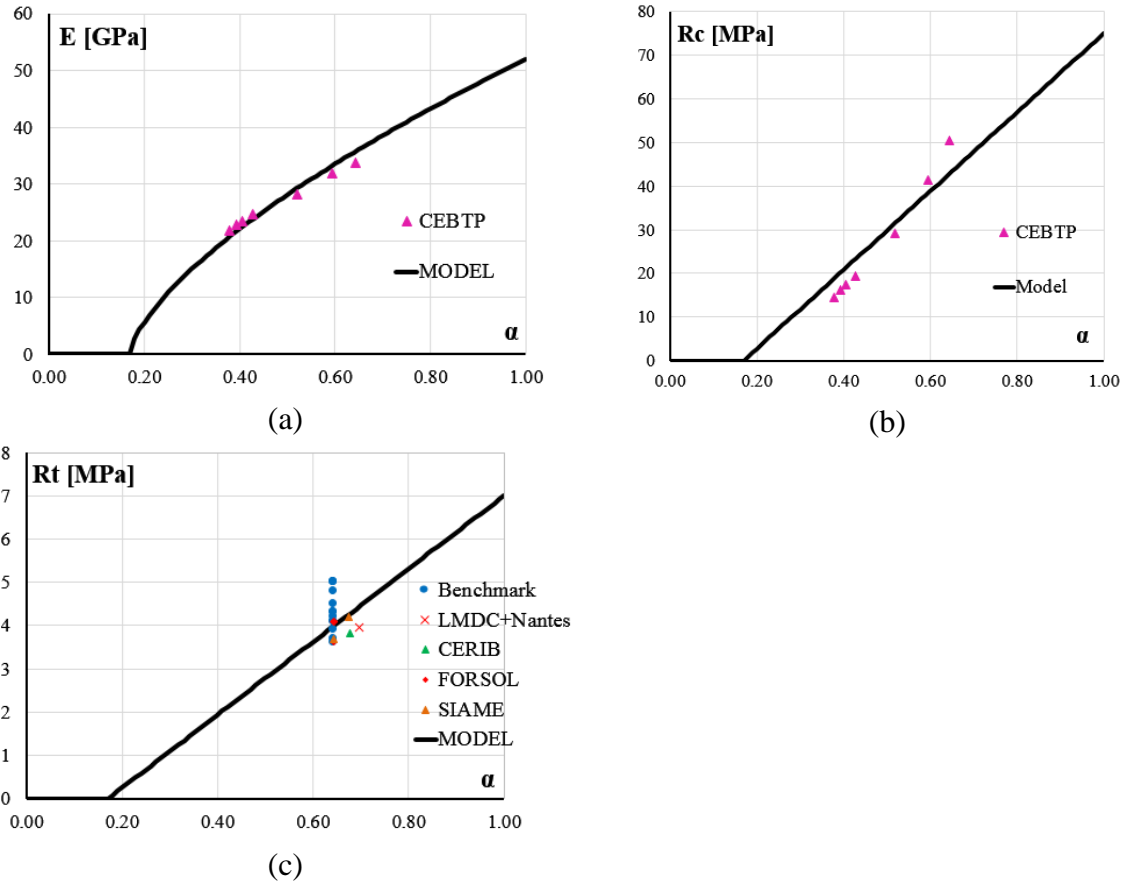 E [GPa]
60
50
40
30
20
10
0
CEBTP
MODEL
α
0.00 0.20 0.40 0.60 0.80 1.00
(a)
Rc [MPa]
80
70
60
50
40
30
20
10
0
CEBTP
Model
α
0.00 0.20 0.40 0.60 0.80 1.00
(b)
Rt [MPa]
8
7
6
5
4
3
2
1
0
Benchmark
LMDC+Nantes
CERIB
FORSOL
SIAME
MODEL
α
0.00 0.20 0.40 0.60 0.80 1.00
(c)